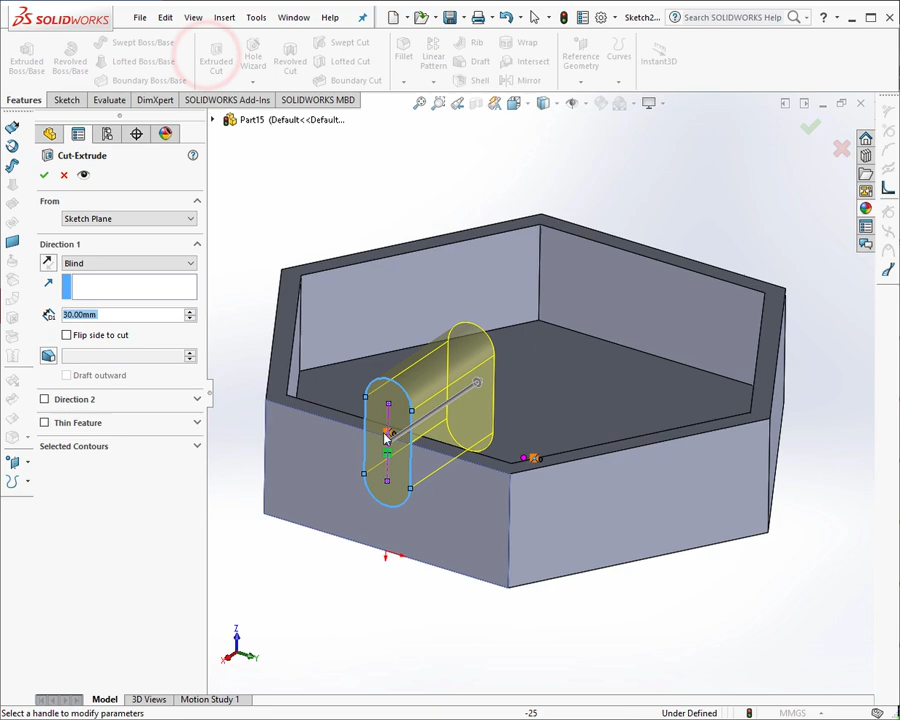 SOLIDWORKS File Edit View Insert Tools Window Sketch2... Search SOLIDWORKS Help ?
Extruded Boss/Base
Revolved Boss/Base
Swept Boss/Base
Lofted Boss/Base
Boundary Boss/Base
Extruded Cut
Hole Wizard
Revolved Cut
Swept Cut
Lofted Cut
Boundary Cut
Fillet
Linear Pattern
Rib
Draft
Shell
Wrap
Intersect
Mirror
Reference Geometry
Curves
Instant3D
Features Sketch Evaluate DimXpert SOLIDWORKS Add-Ins SOLIDWORKS MBD
Part15 (Default<<Default...
Cut-Extrude
From
Sketch Plane
Direction 1
Blind
D1
30.00mm
Flip side to cut
Draft outward
Direction 2
Thin Feature
Selected Contours
Z
X
Y
Model 3D Views Motion Study 1
Select a handle to modify parameters -25 Under Defined MMGS